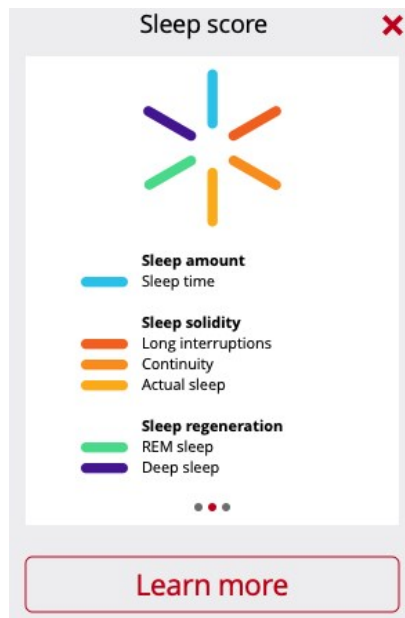 Sleep score
Sleep amount
Sleep time
Sleep solidity
Long interruptions
Continuity
Actual sleep
Sleep regeneration
REM sleep
Deep sleep
Learn more